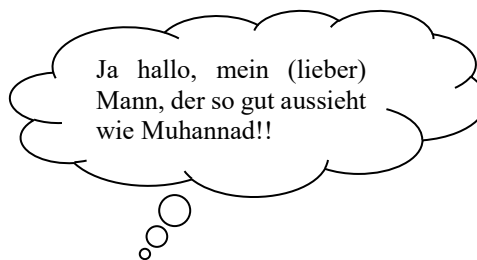 Ja hallo, mein (lieber)
Mann, der so gut aussieht
wie Muhannad!!